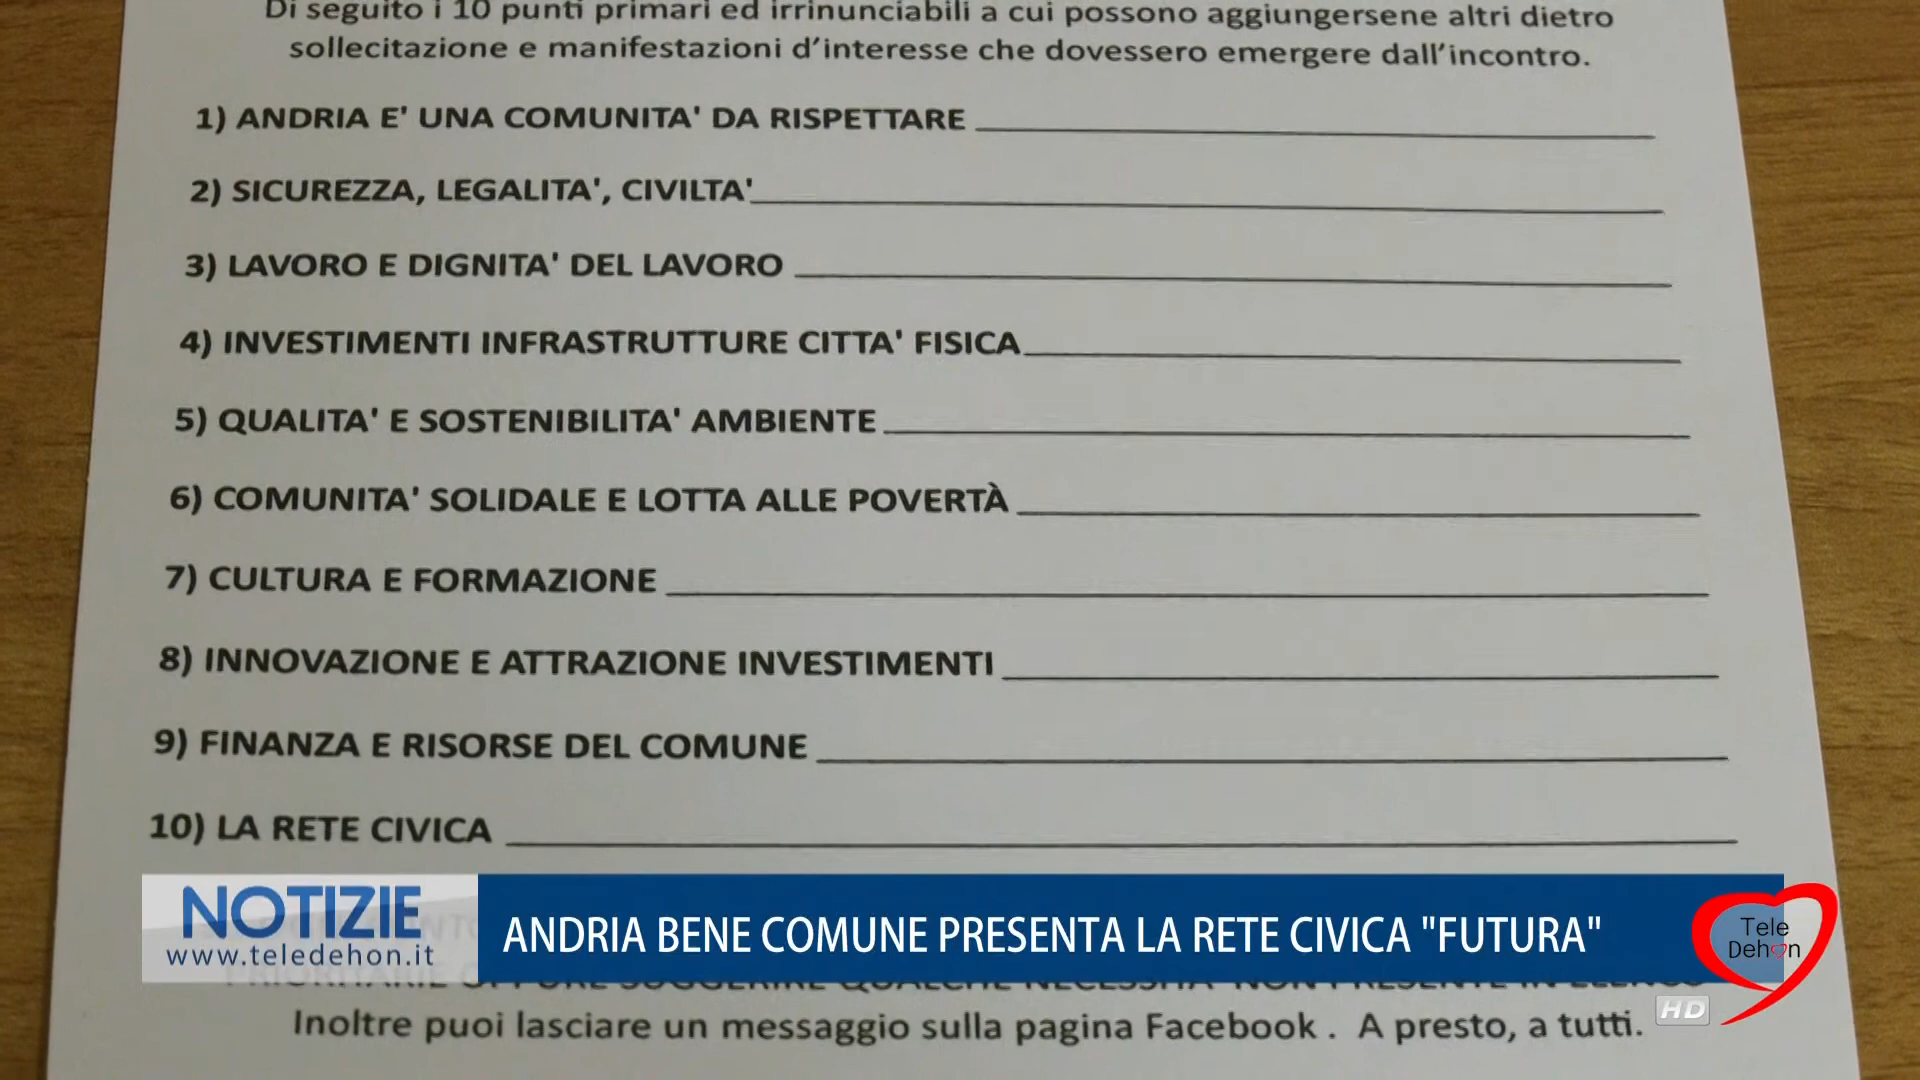 Di seguito i 10 punti primari ed irrinunciabili a cui possono aggiungersene altri dietro
sollecitazione e manifestazioni d'interesse che dovessero emergere dall'incontro.
1) ANDRIA E' UNA COMUNITA' DA RISPETTARE
2) SICUREZZA, LEGALITA', CIVILTA'
3) LAVORO E DIGNITA' DEL LAVORO
4) INVESTIMENTI INFRASTRUTTURE CITTA' FISICA
5) QUALITA' E SOSTENIBILITA' AMBIENTE
6) COMUNITA' SOLIDALE E LOTTA ALLE POVERTÀ
7) CULTURA E FORMAZIONE
8) INNOVAZIONE E ATTRAZIONE INVESTIMENTI
9) FINANZA E RISORSE DEL COMUNE
10) LA RETE CIVICA
NOTIZIE
www.teledehon.it
ANDRIA BENE COMUNE PRESENTA LA RETE CIVICA "FUTURA"
Tele
Dehon
HD
Inoltre puoi lasciare un messaggio sulla pagina Facebook . A presto, a tutti.